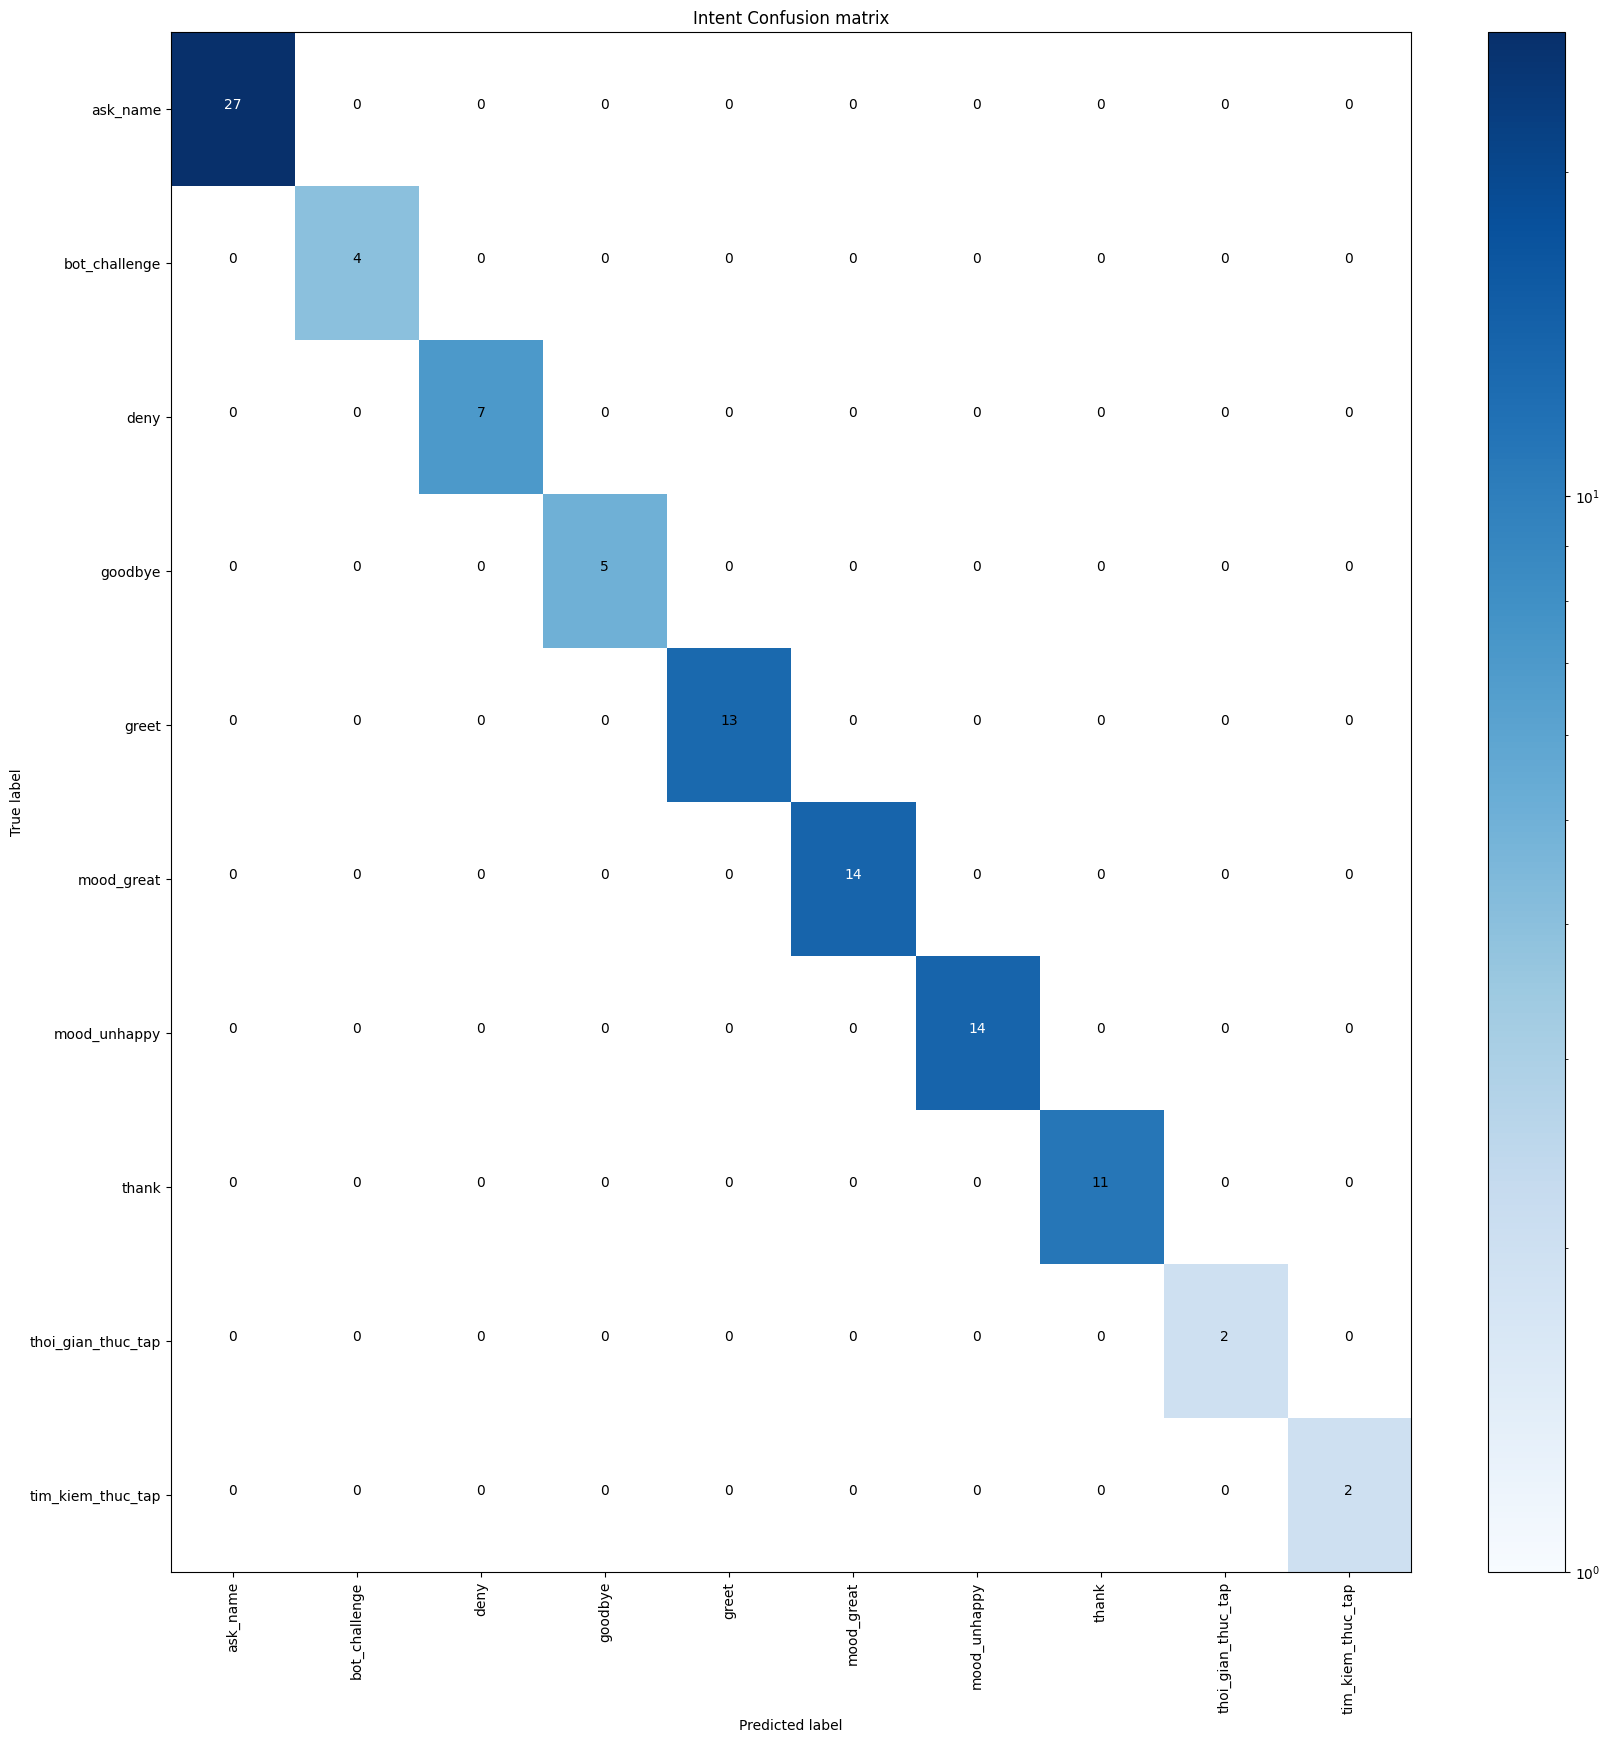 Intent Confusion matrix
ask_name 27 0 0 0 0 0 0 0 0 0
bot_challenge 0 4 0 0 0 0 0 0 0 0
deny 0 0 7 0 0 0 0 0 0 0
goodbye 0 0 0 5 0 0 0 0 0 0
10¹
greet 0 0 0 0 13 0 0 0 0 0
True label
mood_great 0 0 0 0 0 14 0 0 0 0
mood_unhappy 0 0 0 0 0 0 14 0 0 0
thank 0 0 0 0 0 0 0 11 0 0
thoi_gian_thuc_tap 0 0 0 0 0 0 0 0 2 0
tim_kiem_thuc_tap 0 0 0 0 0 0 0 0 0 2
10⁰
ask_name
bot_challenge
deny
goodbye
greet
mood_great
mood_unhappy
thank
thoi_gian_thuc_tap
tim_kiem_thuc_tap
Predicted label